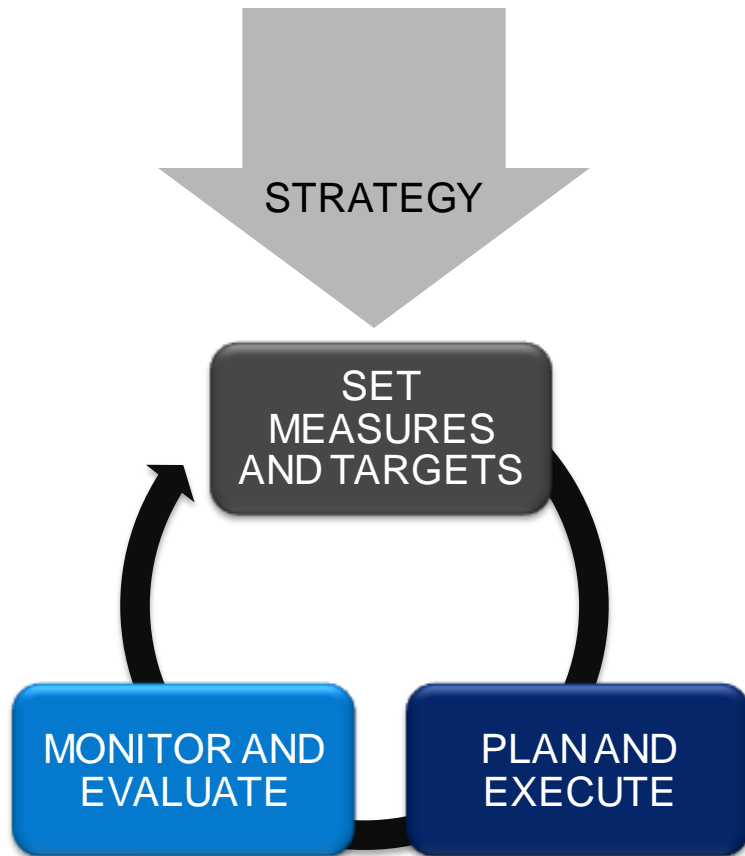 STRATEGY
SET
MEASURES
AND TARGETS
MONITOR AND
EVALUATE
PLAN AND
EXECUTE